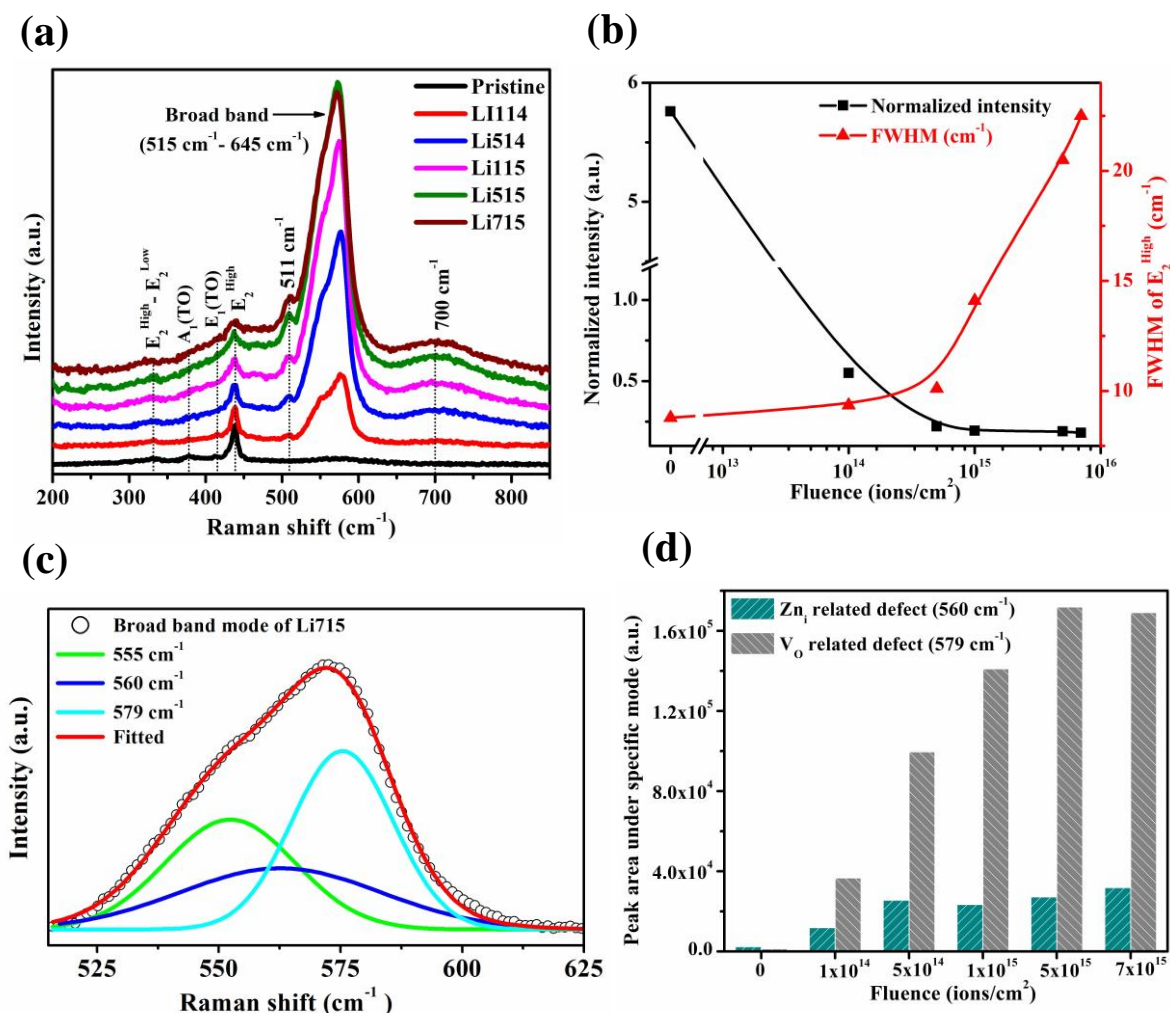 (a)
Pristine
LI114
Li514
Li115
Li515
Li715
Broad band
(515 cm⁻¹- 645 cm⁻¹)
E₂ᴴⁱᵍʰ- E₂ᴸᵒʷ
A₁(TO)
E₁(TO)
E₂ᴴⁱᵍʰ
511 cm⁻¹
700 cm⁻¹
Intensity (a.u.)
200 300 400 500 600 700 800
Raman shift (cm⁻¹)
(b)
Normalized intensity
FWHM (cm⁻¹)
6
5
1.0
0.5
Normalized intensity (a.u.)
20
15
10
FWHM of E₂ᴴⁱᵍʰ (cm⁻¹)
0 10¹³ 10¹⁴ 10¹⁵ 10¹⁶
Fluence (ions/cm²)
(c)
Broad band mode of Li715
555 cm⁻¹
560 cm⁻¹
579 cm⁻¹
Fitted
Intensity (a.u.)
525 550 575 600 625
Raman shift (cm⁻¹)
(d)
Znᵢ related defect (560 cm⁻¹)
V_O related defect (579 cm⁻¹)
1.6x10⁵
1.2x10⁵
8.0x10⁴
4.0x10⁴
0.0
Peak area under specific mode (a.u.)
0 1x10¹⁴ 5x10¹⁴ 1x10¹⁵ 5x10¹⁵ 7x10¹⁵
Fluence (ions/cm²)